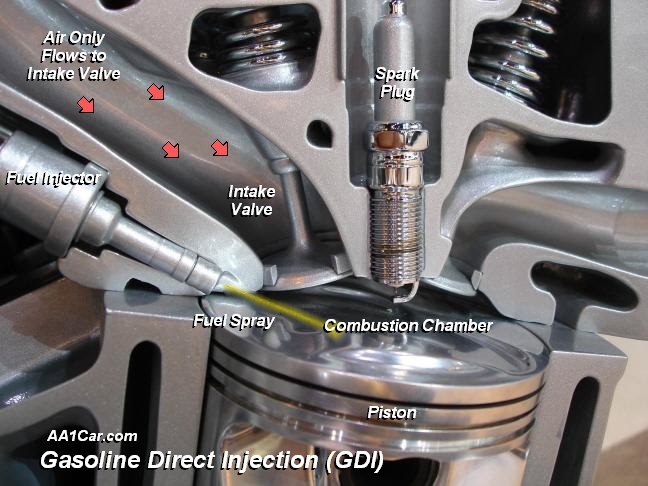 Air Only
Flows to
Intake Valve
Spark
Plug
Fuel Injector
Intake
Valve
Fuel Spray
Combustion Chamber
Piston
AA1Car.com
Gasoline Direct Injection (GDI)